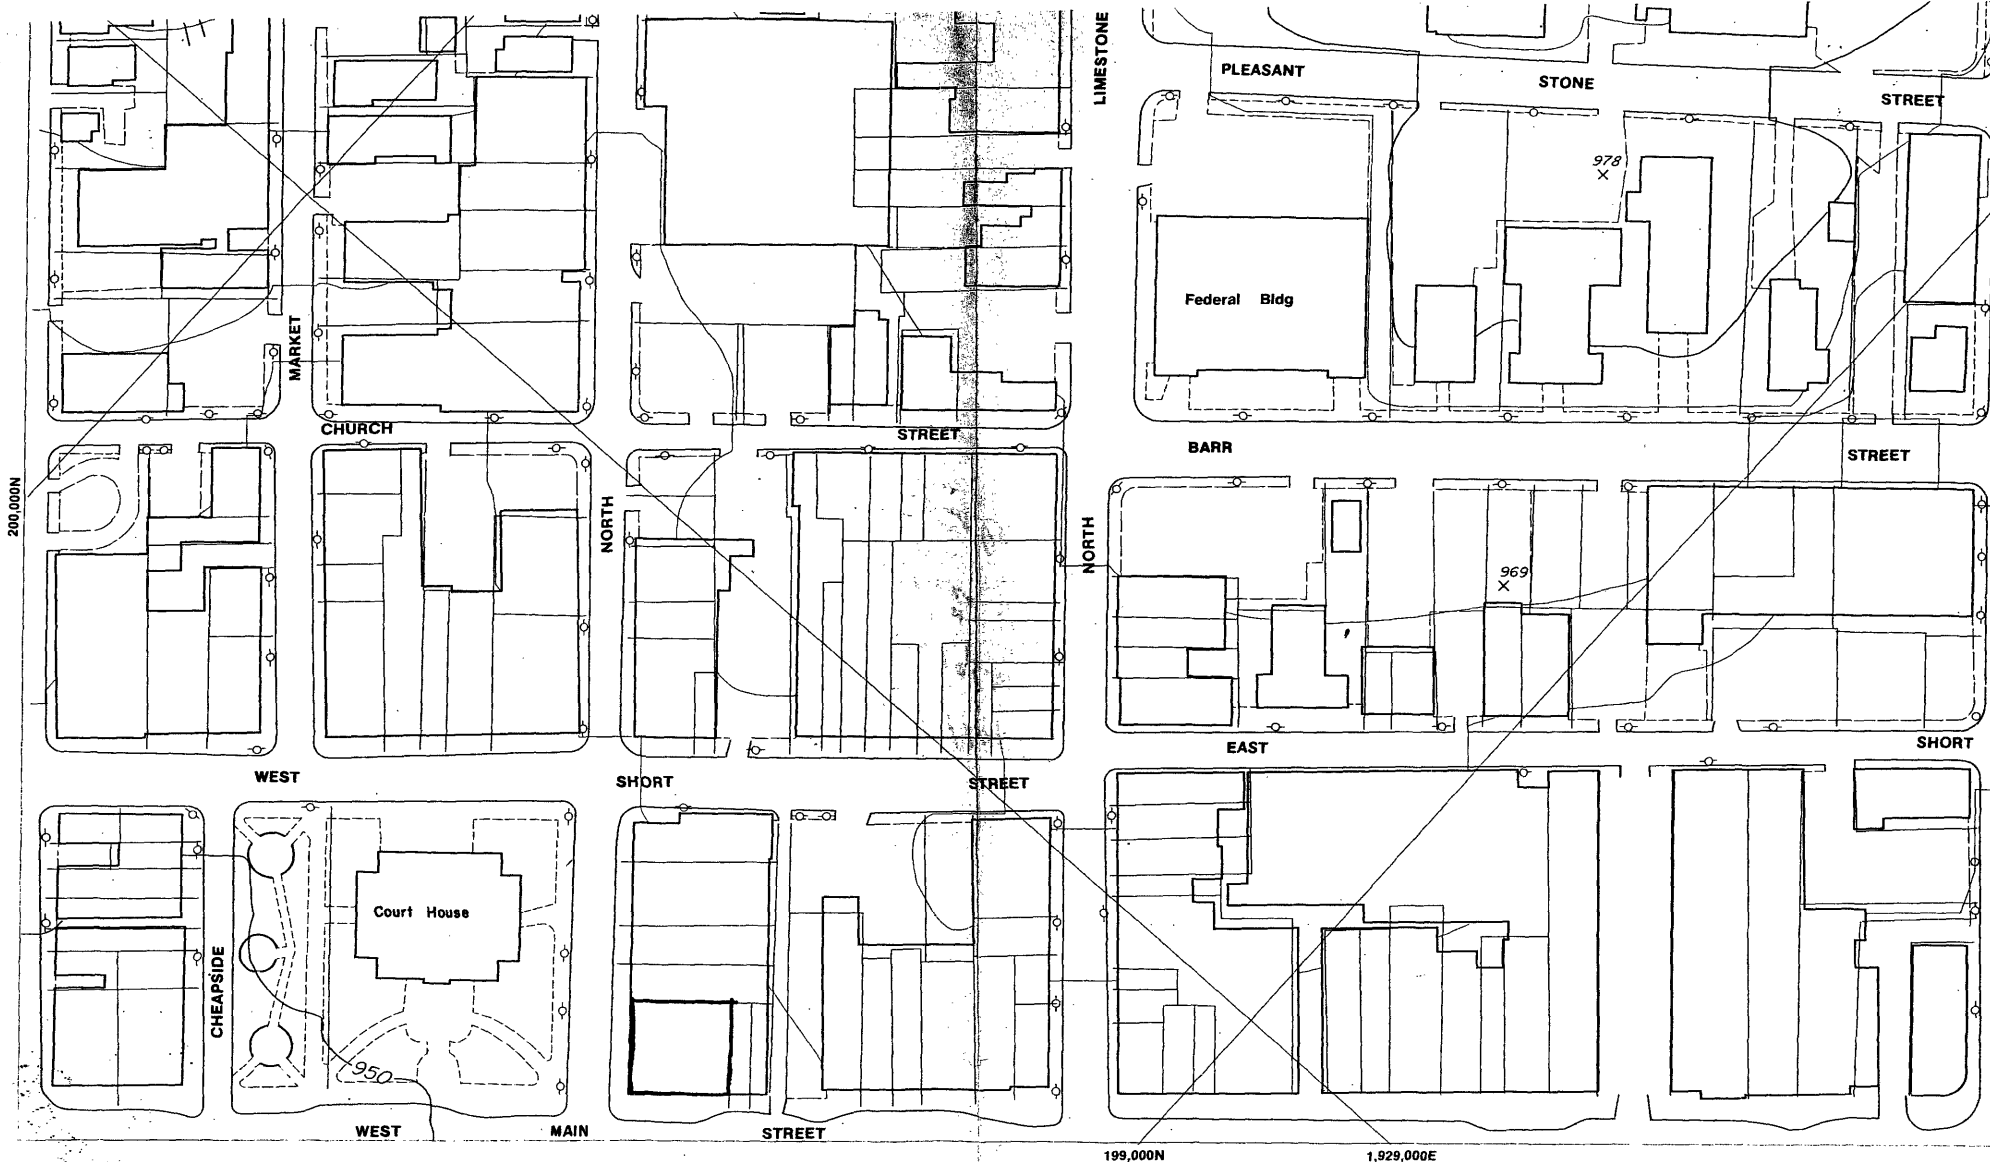 LIMESTONE
PLEASANT
STONE
STREET
978
Federal Bldg
MARKET
CHURCH
STREET
BARR
STREET
200,000N
NORTH
NORTH
969
WEST
SHORT
STREET
EAST
SHORT
Court House
CHEAPSIDE
950
WEST
MAIN
STREET
199,000N
1,929,000E